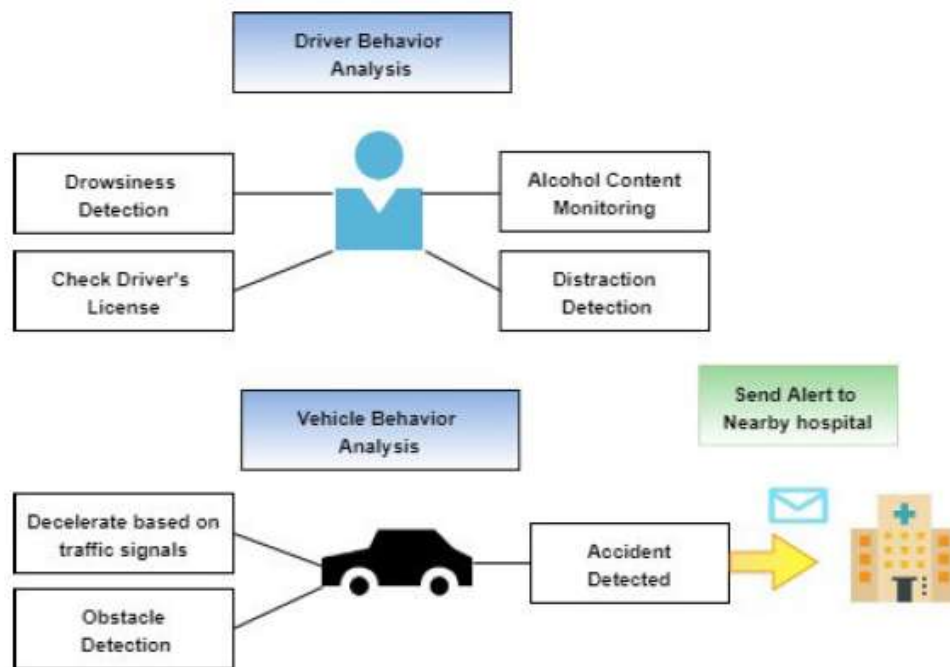 Driver Behavior
Analysis
Drowsiness
Detection
Alcohol Content
Monitoring
Check Driver's
License
Distraction
Detection
Send Alert to
Nearby hospital
Vehicle Behavior
Analysis
Decelerate based on
traffic signals
Accident
Detected
Obstacle
Detection